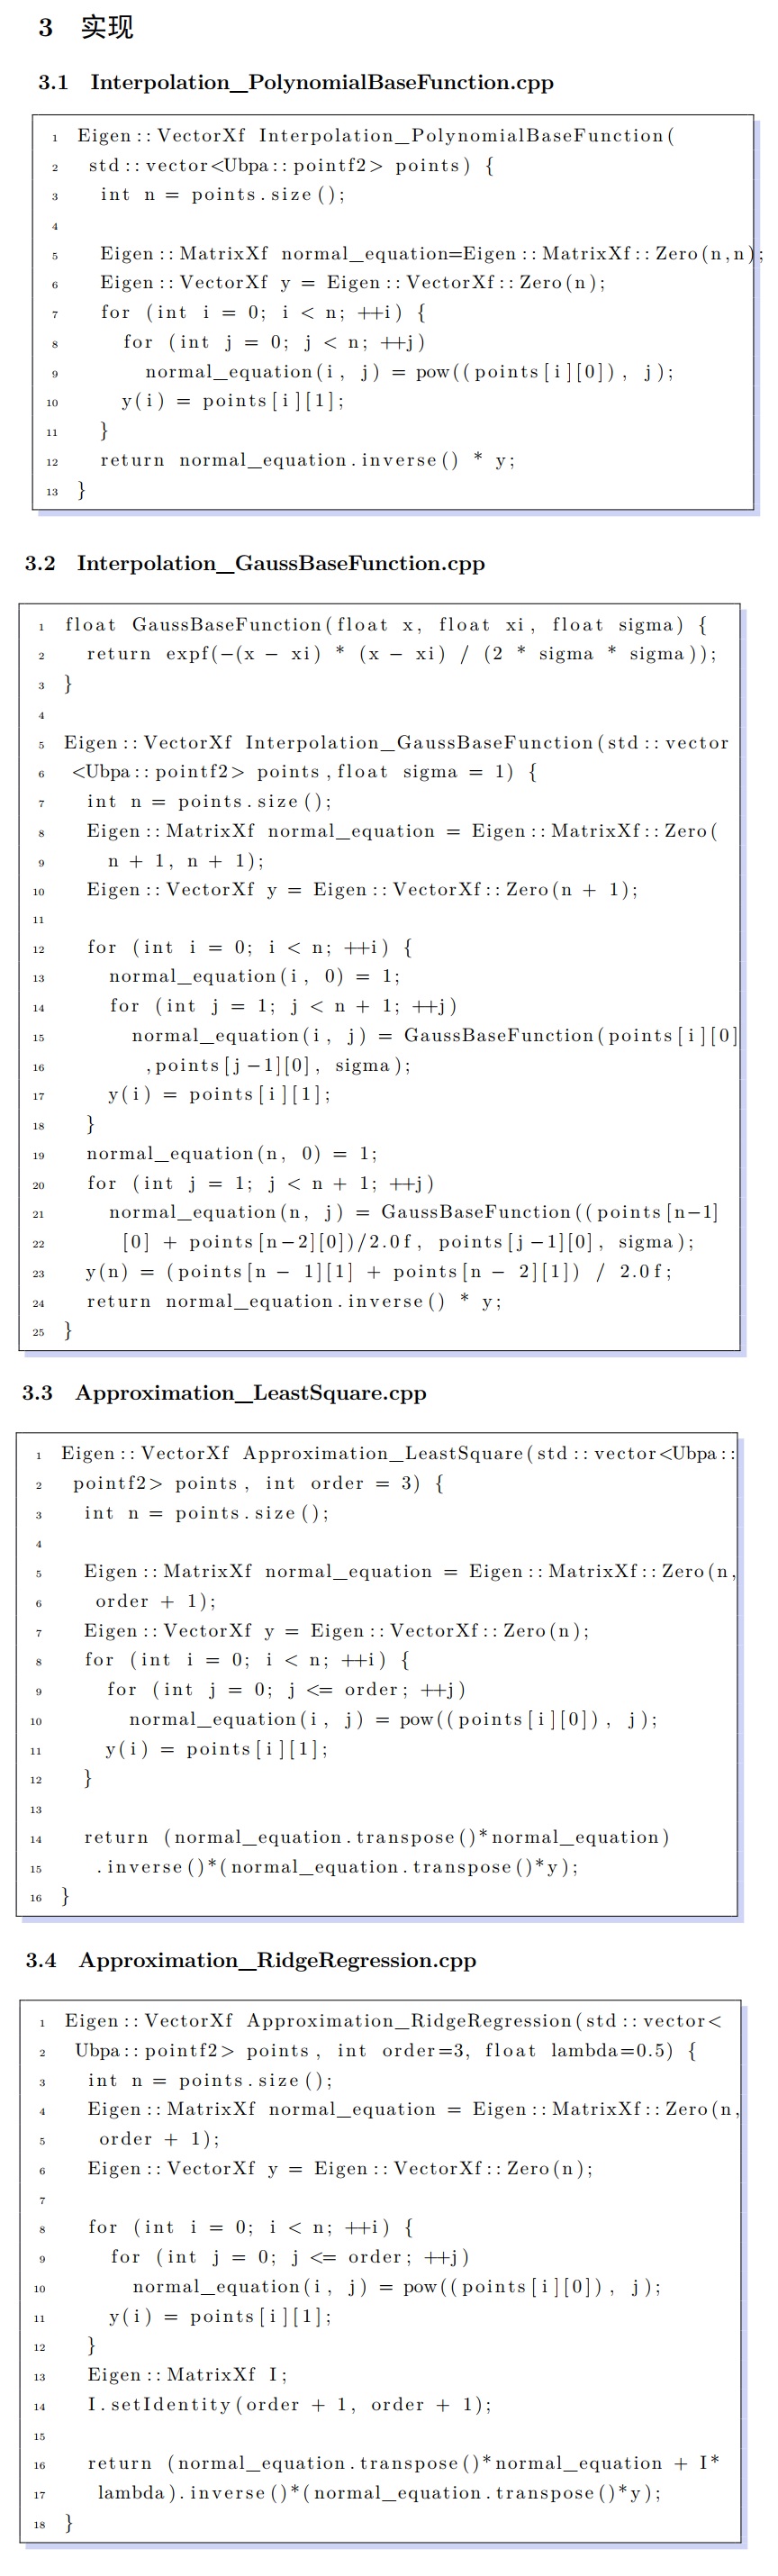 3 实现
3.1 Interpolation_PolynomialBaseFunction.cpp
1 Eigen::VectorXf Interpolation_PolynomialBaseFunction(
2 std::vector<Ubpa::pointf2> points) {
3 int n = points.size();
4
5 Eigen::MatrixXf normal_equation=Eigen::MatrixXf::Zero(n,n);
6 Eigen::VectorXf y = Eigen::VectorXf::Zero(n);
7 for (int i = 0; i < n; ++i) {
8 for (int j = 0; j < n; ++j)
9 normal_equation(i, j) = pow((points[i][0]), j);
10 y(i) = points[i][1];
11 }
12 return normal_equation.inverse() * y;
13 }
3.2 Interpolation_GaussBaseFunction.cpp
1 float GaussBaseFunction(float x, float xi, float sigma) {
2 return expf(-(x - xi) * (x - xi) / (2 * sigma * sigma));
3 }
4
5 Eigen::VectorXf Interpolation_GaussBaseFunction(std::vector
6 <Ubpa::pointf2> points,float sigma = 1) {
7 int n = points.size();
8 Eigen::MatrixXf normal_equation = Eigen::MatrixXf::Zero(
9 n + 1, n + 1);
10 Eigen::VectorXf y = Eigen::VectorXf::Zero(n + 1);
11
12 for (int i = 0; i < n; ++i) {
13 normal_equation(i, 0) = 1;
14 for (int j = 1; j < n + 1; ++j)
15 normal_equation(i, j) = GaussBaseFunction(points[i][0]
16 ,points[j-1][0], sigma);
17 y(i) = points[i][1];
18 }
19 normal_equation(n, 0) = 1;
20 for (int j = 1; j < n + 1; ++j)
21 normal_equation(n, j) = GaussBaseFunction((points[n-1]
22 [0] + points[n-2][0])/2.0f, points[j-1][0], sigma);
23 y(n) = (points[n - 1][1] + points[n - 2][1]) / 2.0f;
24 return normal_equation.inverse() * y;
25 }
3.3 Approximation_LeastSquare.cpp
1 Eigen::VectorXf Approximation_LeastSquare(std::vector<Ubpa::
2 pointf2> points, int order = 3) {
3 int n = points.size();
4
5 Eigen::MatrixXf normal_equation = Eigen::MatrixXf::Zero(n,
6 order + 1);
7 Eigen::VectorXf y = Eigen::VectorXf::Zero(n);
8 for (int i = 0; i < n; ++i) {
9 for (int j = 0; j <= order; ++j)
10 normal_equation(i, j) = pow((points[i][0]), j);
11 y(i) = points[i][1];
12 }
13
14 return (normal_equation.transpose()*normal_equation)
15 .inverse()*(normal_equation.transpose()*y);
16 }
3.4 Approximation_RidgeRegression.cpp
1 Eigen::VectorXf Approximation_RidgeRegression(std::vector<
2 Ubpa::pointf2> points, int order=3, float lambda=0.5) {
3 int n = points.size();
4 Eigen::MatrixXf normal_equation = Eigen::MatrixXf::Zero(n,
5 order + 1);
6 Eigen::VectorXf y = Eigen::VectorXf::Zero(n);
7
8 for (int i = 0; i < n; ++i) {
9 for (int j = 0; j <= order; ++j)
10 normal_equation(i, j) = pow((points[i][0]), j);
11 y(i) = points[i][1];
12 }
13 Eigen::MatrixXf I;
14 I.setIdentity(order + 1, order + 1);
15
16 return (normal_equation.transpose()*normal_equation + I*
17 lambda).inverse()*(normal_equation.transpose()*y);
18 }